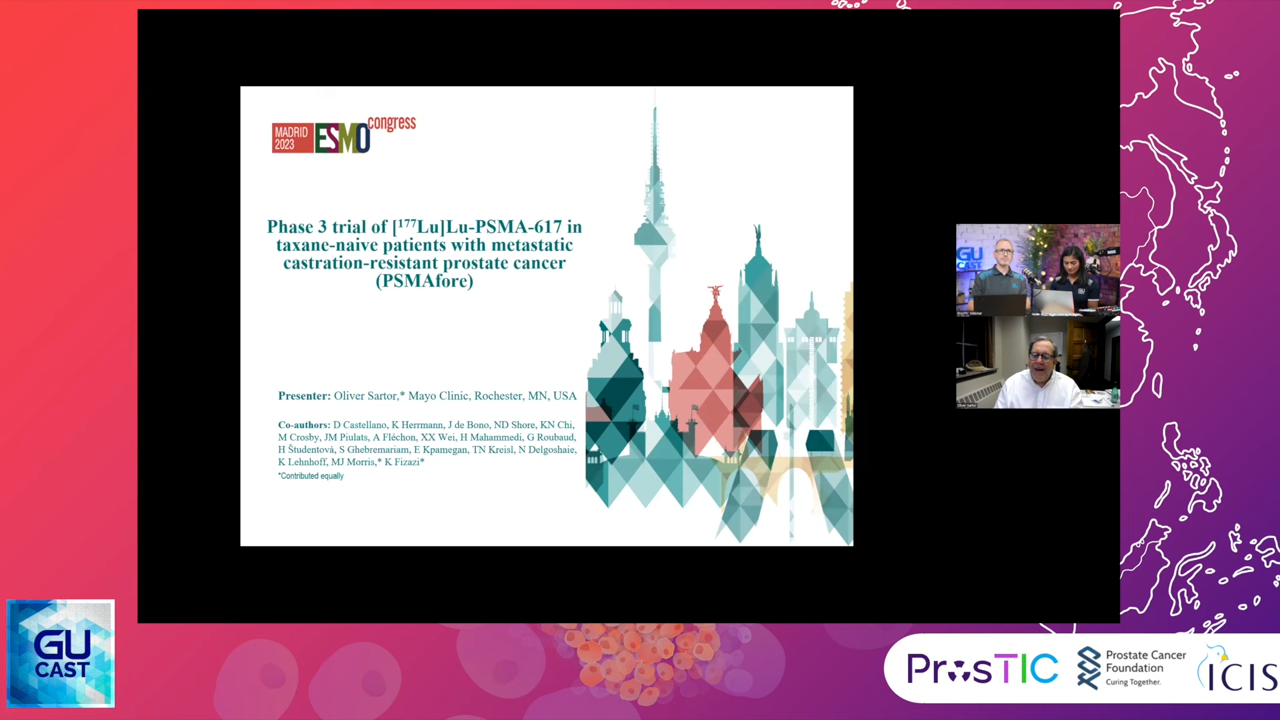 MADRID
2023
ESMO
congress
Phase 3 trial of [¹⁷⁷Lu]Lu-PSMA-617 in
taxane-naive patients with metastatic
castration-resistant prostate cancer
(PSMAfore)
Presenter: Oliver Sartor,* Mayo Clinic, Rochester, MN, USA
Co-authors: D Castellano, K Herrmann, J de Bono, ND Shore, KN Chi,
M Crosby, JM Piulats, A Fléchon, XX Wei, H Mahammedi, G Roubaud,
H Študentová, S Ghebremariam, E Kpamegan, TN Kreisl, N Delgoshaie,
K Lehnhoff, MJ Morris,* K Fizazi*
*Contributed equally
GU
CAST
Oliver Sartor
GU
CAST
ProsTIC
Prostate Cancer
Foundation
Curing Together.
ICIS